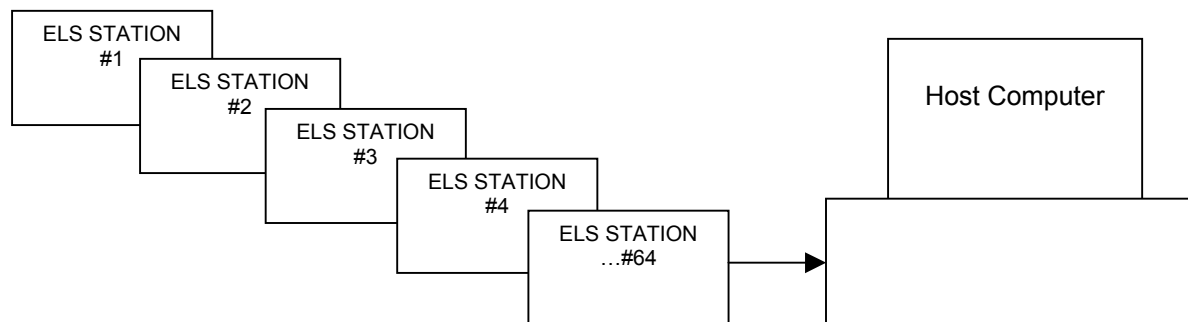 ELS STATION
#1
ELS STATION
#2
ELS STATION
#3
ELS STATION
#4
ELS STATION
…#64
Host Computer